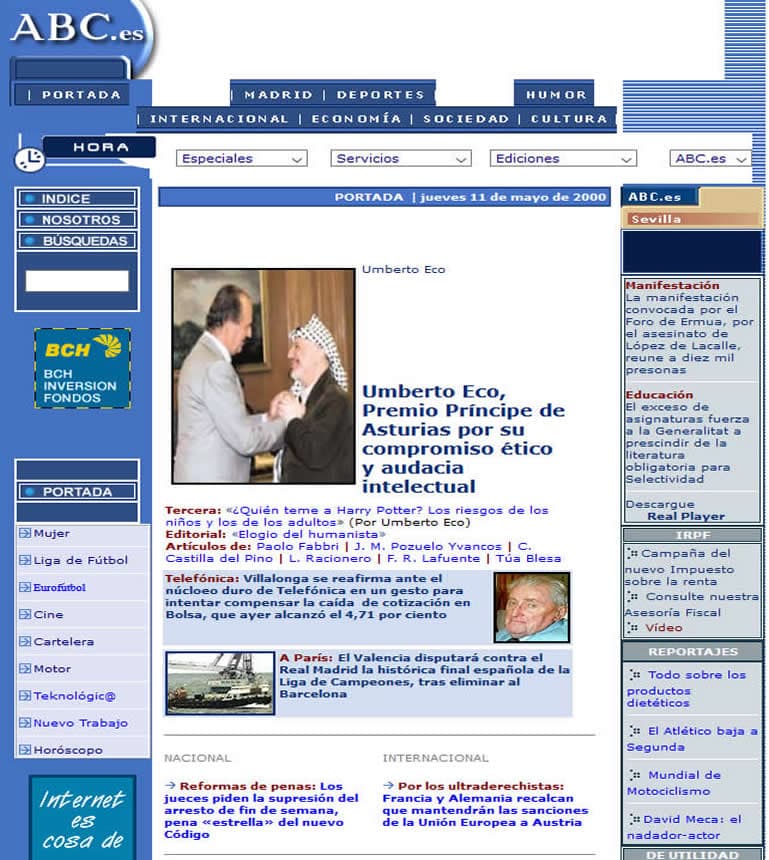 ABC.es
| PORTADA
| MADRID | DEPORTES
HUMOR
| INTERNACIONAL | ECONOMÍA | SOCIEDAD | CULTURA
HORA
Especiales
Servicios
Ediciones
ABC.es
INDICE
NOSOTROS
BÚSQUEDAS
BCH
BCH
INVERSION
FONDOS
PORTADA
Mujer
Liga de Fútbol
Eurofútbol
Cine
Cartelera
Motor
Teknológic@
Nuevo Trabajo
Horóscopo
Internet
es
cosa de
PORTADA | jueves 11 de mayo de 2000
Umberto Eco
Umberto Eco,
Premio Príncipe de
Asturias por su
compromiso ético
y audacia
intelectual
Tercera: «¿Quién teme a Harry Potter? Los riesgos de los
niños y los de los adultos» (Por Umberto Eco)
Editorial: «Elogio del humanista»
Artículos de: Paolo Fabbri | J. M. Pozuelo Yvancos | C.
Castilla del Pino | L. Racionero | F. R. Lafuente | Túa Blesa
Telefónica: Villalonga se reafirma ante el
núcloeo duro de Telefónica en un gesto para
intentar compensar la caída de cotización en
Bolsa, que ayer alcanzó el 4,71 por ciento
A París: El Valencia disputará contra el
Real Madrid la histórica final española de la
Liga de Campeones, tras eliminar al
Barcelona
NACIONAL
Reformas de penas: Los
jueces piden la supresión del
arresto de fin de semana,
pena «estrella» del nuevo
Código
INTERNACIONAL
Por los ultraderechistas:
Francia y Alemania recalcan
que mantendrán las sanciones
de la Unión Europea a Austria
ABC.es
Sevilla
Manifestación
La manifestación
convocada por el
Foro de Ermua, por
el asesinato de
López de Lacalle,
reune a diez mil
presonas
Educación
El exceso de
asignaturas fuerza
a la Generalitat a
prescindir de la
literatura
obligatoria para
Selectividad
Descargue
Real Player
IRPF
Campaña del
nuevo Impuesto
sobre la renta
Consulte nuestra
Asesoría Fiscal
Vídeo
REPORTAJES
Todo sobre los
productos
dietéticos
El Atlético baja a
Segunda
Mundial de
Motociclismo
David Meca: el
nadador-actor
DE UTILIDAD